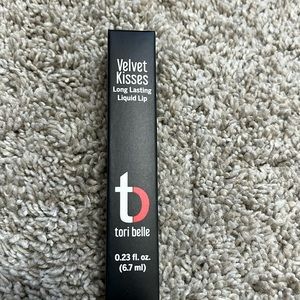 Velvet
Kisses
Long Lasting
Liquid Lip
tb
tori belle
0.23 fl. oz.
(6.7 ml)